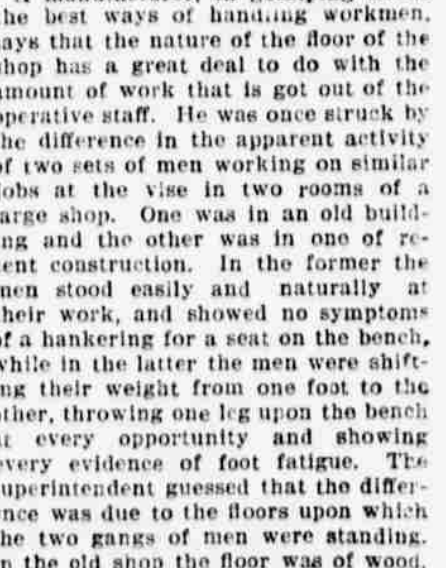 the best ways of handling workmen,
says that the nature of the floor of the
shop has a great deal to do with the
amount of work that is got out of the
operative staff. He was once struck by
the difference in the apparent activity
of two sets of men working on similar
jobs at the vise in two rooms of a
large shop. One was in an old build-
ing and the other was in one of re-
cent construction. In the former the
men stood easily and naturally at
their work, and showed no symptoms
of a hankering for a seat on the bench,
while in the latter the men were shift-
ing their weight from one foot to the
other, throwing one leg upon the bench
at every opportunity and showing
every evidence of foot fatigue. The
superintendent guessed that the differ-
ence was due to the floors upon which
the two gangs of men were standing.
In the old shop the floor was of wood,